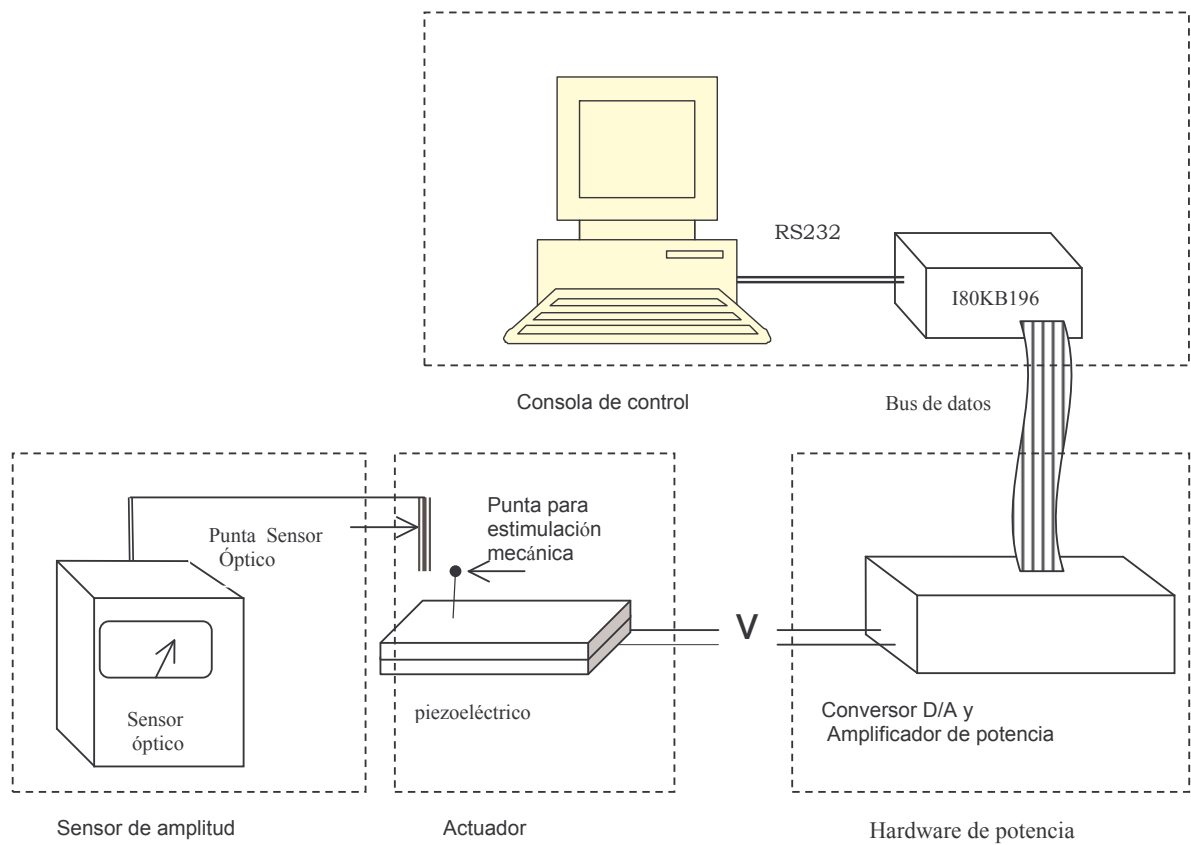 RS232
I80KB196
Consola de control
Bus de datos
Punta Sensor
Óptico
Punta para
estimulación
mecánica
V
Sensor
óptico
piezoeléctrico
Conversor D/A y
Amplificador de potencia
Sensor de amplitud
Actuador
Hardware de potencia